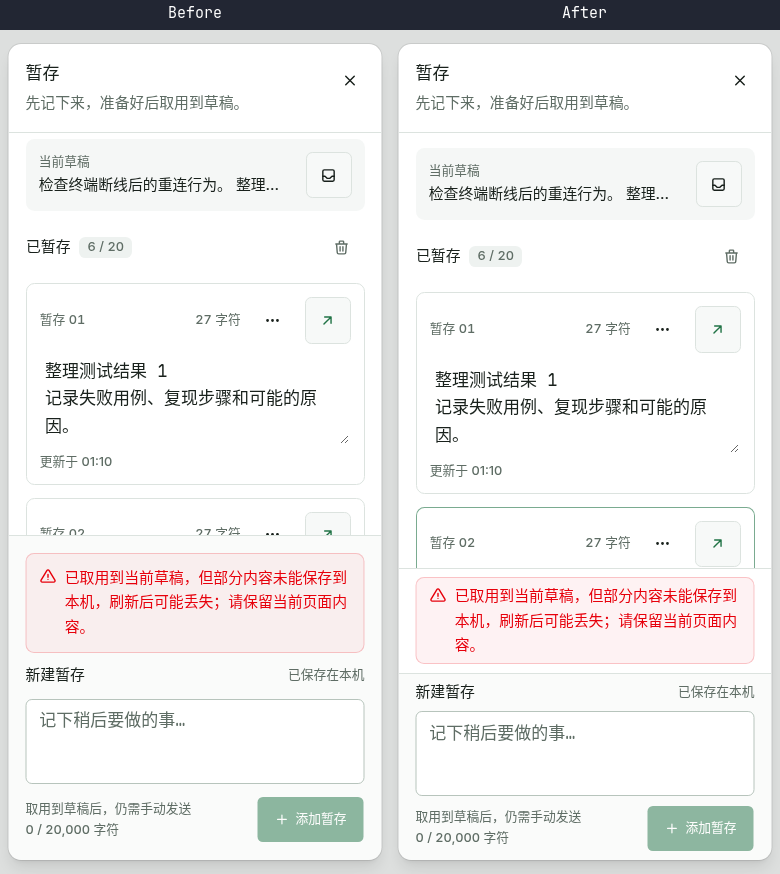 Before
After
暂存
先记下来，准备好后取用到草稿。
当前草稿
检查终端断线后的重连行为。 整理…
已暂存 6 / 20
暂存 01 27 字符
整理测试结果 1
记录失败用例、复现步骤和可能的原
因。
更新于 01:10
暂存 02 27 字符
已取用到当前草稿，但部分内容未能保存到
本机，刷新后可能丢失；请保留当前页面内
容。
新建暂存 已保存在本机
记下稍后要做的事…
取用到草稿后，仍需手动发送
0 / 20,000 字符
添加暂存
暂存
先记下来，准备好后取用到草稿。
当前草稿
检查终端断线后的重连行为。 整理…
已暂存 6 / 20
暂存 01 27 字符
整理测试结果 1
记录失败用例、复现步骤和可能的原
因。
更新于 01:10
暂存 02 27 字符
已取用到当前草稿，但部分内容未能保存到
本机，刷新后可能丢失；请保留当前页面内
容。
新建暂存 已保存在本机
记下稍后要做的事…
取用到草稿后，仍需手动发送
0 / 20,000 字符
添加暂存